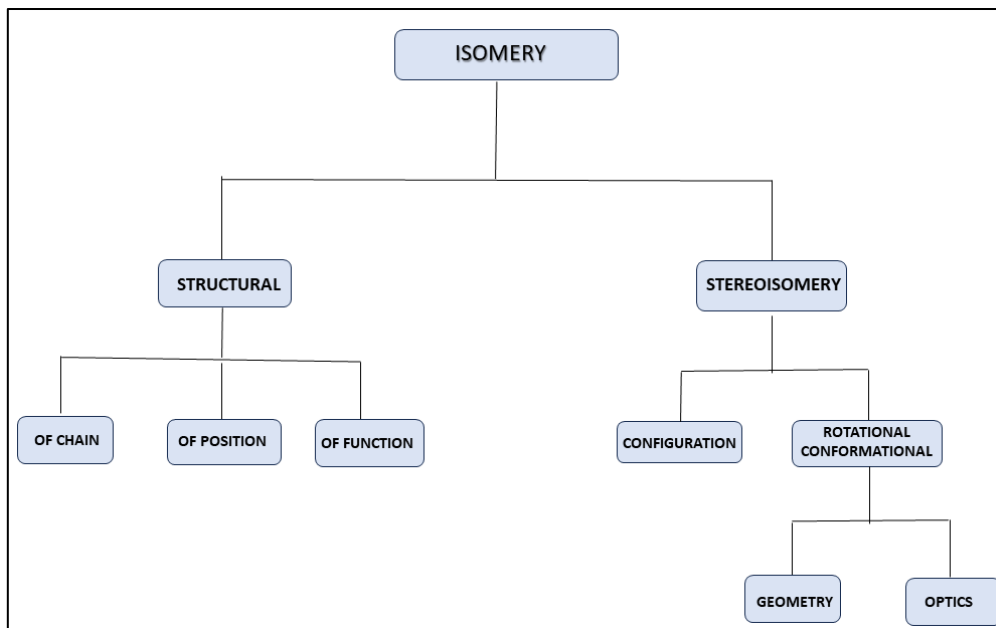 ISOMERY
STRUCTURAL
STEREOISOMERY
OF CHAIN
OF POSITION
OF FUNCTION
CONFIGURATION
ROTATIONAL
CONFORMATIONAL
GEOMETRY
OPTICS